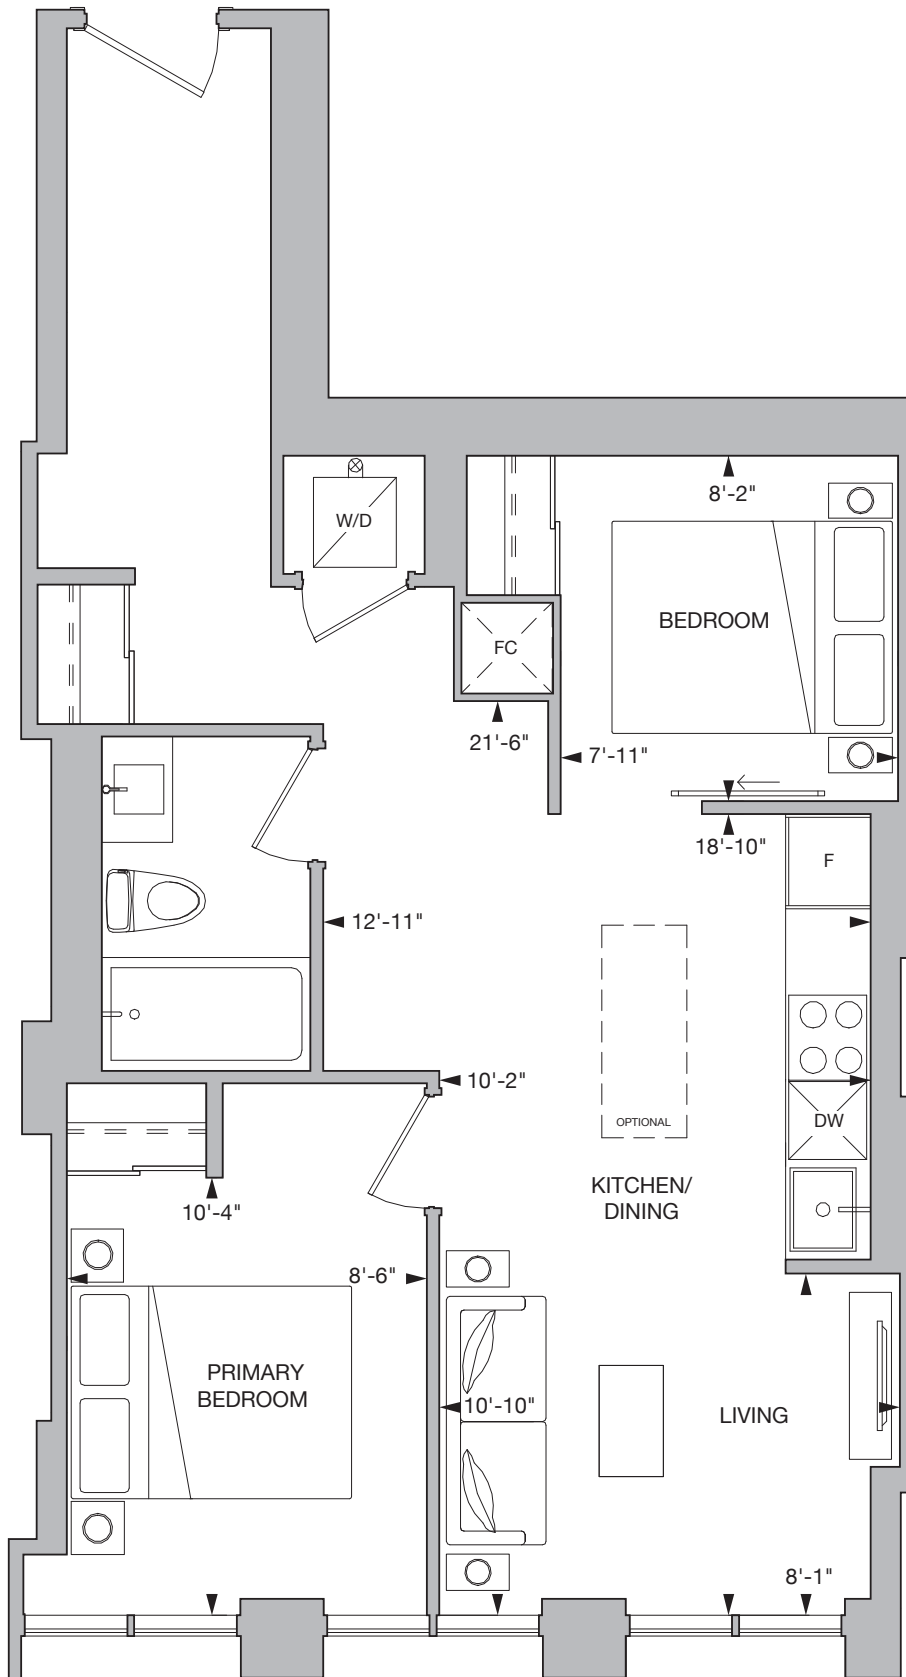 W/D
8'-2"
BEDROOM
FC
21'-6"
7'-11"
18'-10"
F
12'-11"
10'-2"
OPTIONAL
DW
KITCHEN/
DINING
10'-4"
8'-6"
PRIMARY
BEDROOM
10'-10"
LIVING
8'-1"